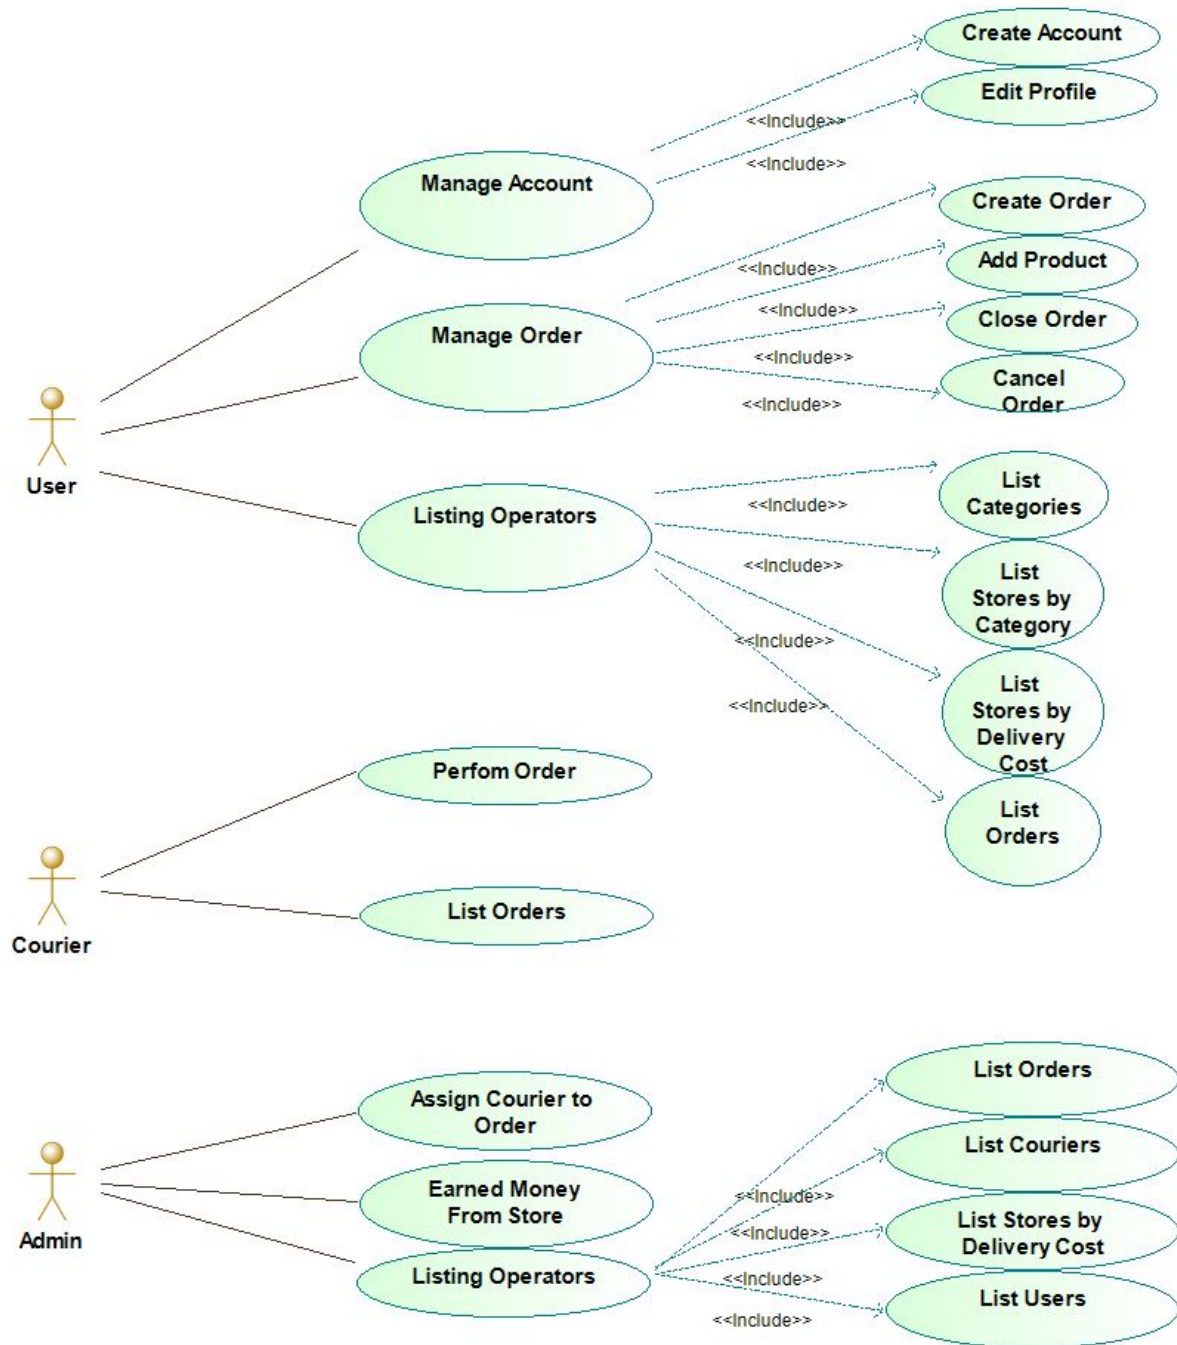 Create Account
Edit Profile
<<Include>>
<<Include>>
Manage Account
Create Order
Add Product
<<Include>>
<<Include>>
Close Order
Manage Order
<<Include>>
Cancel
Order
<<Include>>
User
List
Categories
Listing Operators
<<Include>>
<<Include>>
List
Stores by
Category
<<Include>>
List
Stores by
Delivery
Cost
<<Include>>
Perfom Order
List
Orders
List Orders
Courier
List Orders
Assign Courier to
Order
List Couriers
Earned Money
From Store
<<Include>>
List Stores by
Delivery Cost
<<Include>>
Admin
Listing Operators
<<Include>>
List Users
<<Include>>